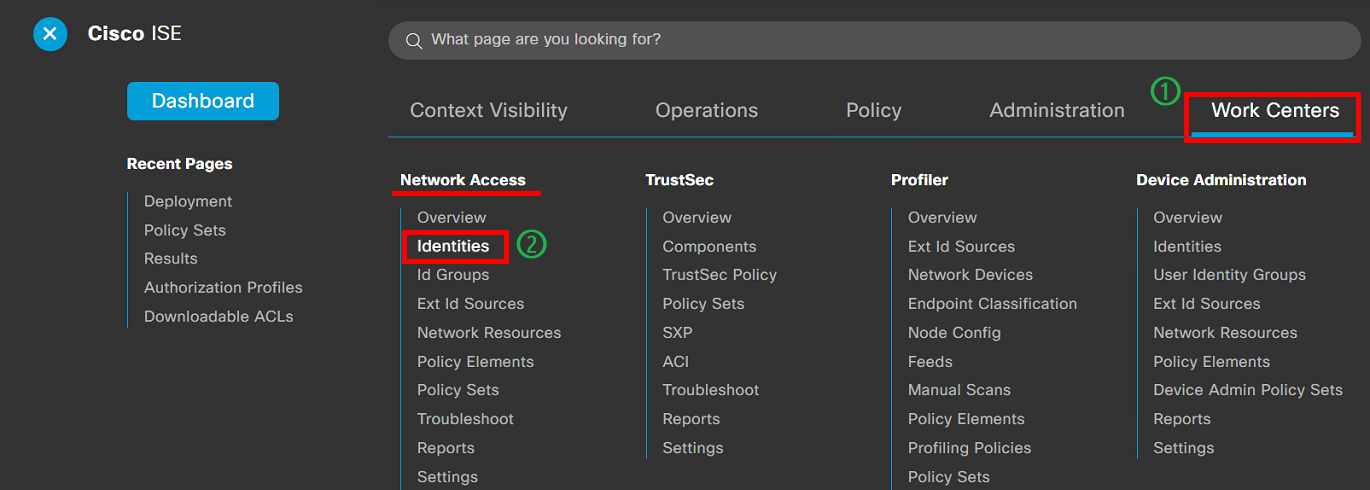 Cisco ISE
What page are you looking for?
Dashboard
Context Visibility
Operations
Policy
Administration
①
Work Centers
Recent Pages
Deployment
Policy Sets
Results
Authorization Profiles
Downloadable ACLs
Network Access
Overview
Identities
②
Id Groups
Ext Id Sources
Network Resources
Policy Elements
Policy Sets
Troubleshoot
Reports
Settings
TrustSec
Overview
Components
TrustSec Policy
Policy Sets
SXP
ACI
Troubleshoot
Reports
Settings
Profiler
Overview
Ext Id Sources
Network Devices
Endpoint Classification
Node Config
Feeds
Manual Scans
Policy Elements
Profiling Policies
Policy Sets
Device Administration
Overview
Identities
User Identity Groups
Ext Id Sources
Network Resources
Policy Elements
Device Admin Policy Sets
Reports
Settings